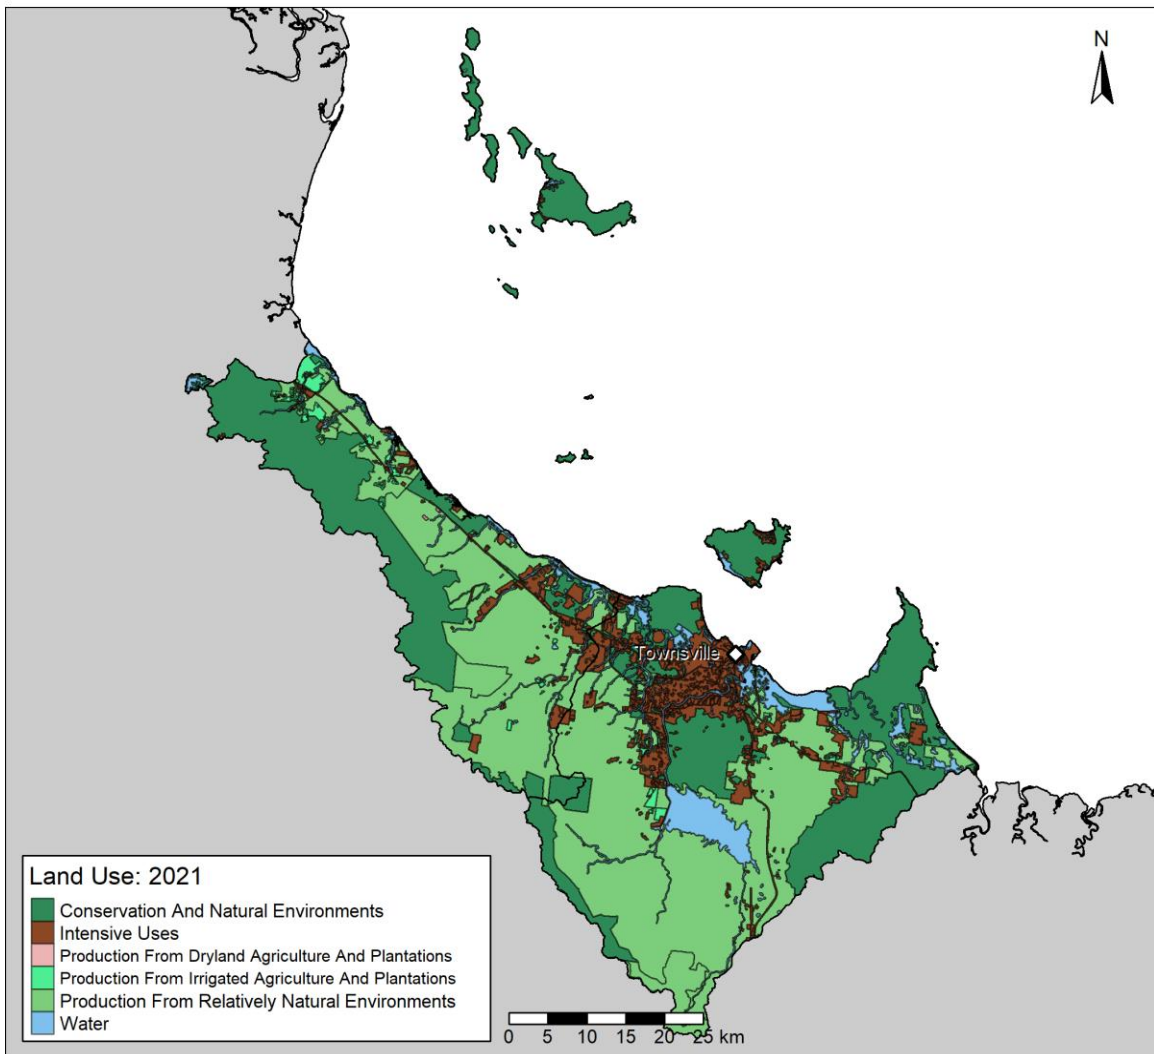 N
Townsville
Land Use: 2021
Conservation And Natural Environments
Intensive Uses
Production From Dryland Agriculture And Plantations
Production From Irrigated Agriculture And Plantations
Production From Relatively Natural Environments
Water
0 5 10 15 20 25 km